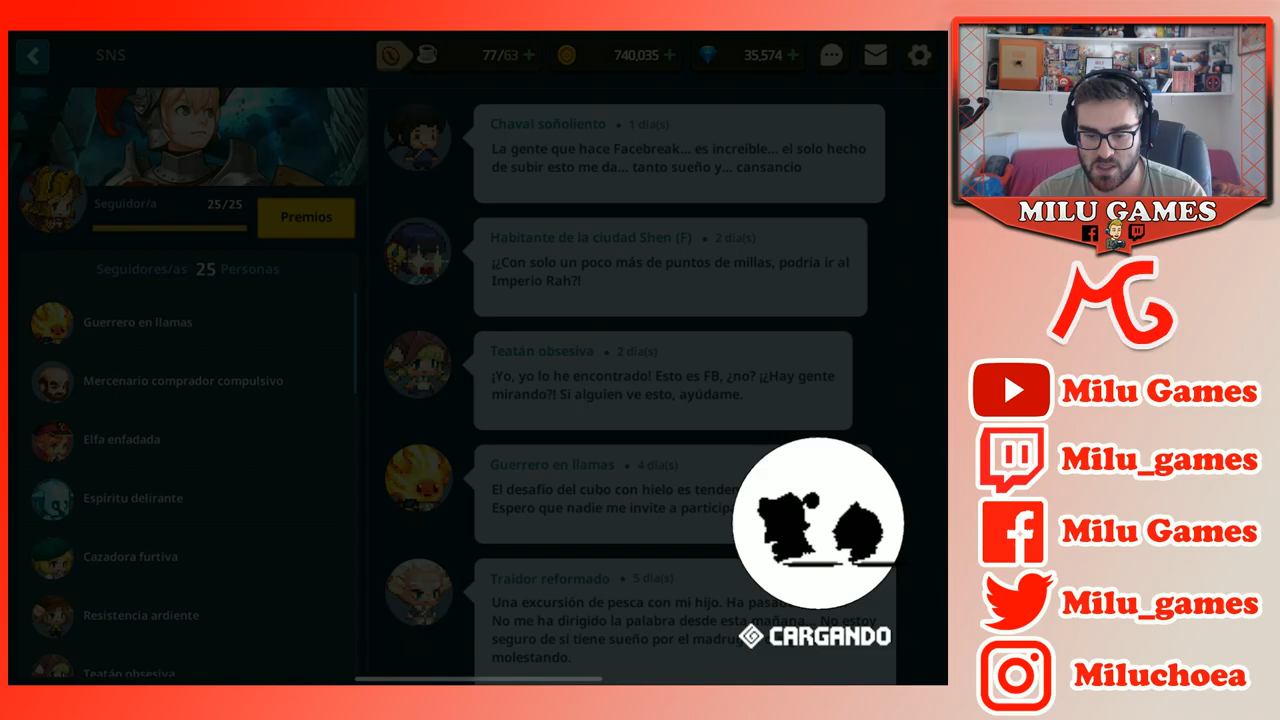 SNS
77/63
740,035
35,574
Seguidor/a 25/25
Premios
Seguidores/as 25 Personas
Guerrero en llamas
Mercenario comprador compulsivo
Elfa enfadada
Espíritu delirante
Cazadora furtiva
Resistencia ardiente
Teatán obsesiva
Chaval soñoliento • 1 día(s)
La gente que hace Facebreak... es increíble... el solo hecho
de subir esto me da... tanto sueño y... cansancio
Habitante de la ciudad Shen (F) • 2 día(s)
¡¿Con solo un poco más de puntos de millas, podría ir al
Imperio Rah?!
Teatán obsesiva • 2 día(s)
¡Yo, yo lo he encontrado! Esto es FB, ¿no? ¡¿Hay gente
mirando?! Si alguien ve esto, ayúdame.
Guerrero en llamas • 4 día(s)
El desafío del cubo con hielo es
Espero que nadie me invite a
Traidor reformado • 5 día(s)
Una excursión de pesca con mi hijo. Ha
No me ha dirigido la palabra desde esta mañana... No estoy
seguro de si tiene sueño por el
molestando.
CARGANDO
MILU GAMES
MG
Milu Games
Milu_games
Milu Games
Milu_games
Miluchoea